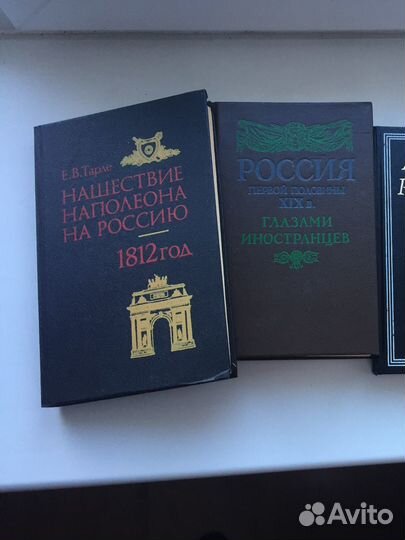 Е.В.Тарле
НАШЕСТВИЕ
НАПОЛЕОНА
НА РОССИЮ
1812 год
РОССИЯ
ПЕРВОЙ ПОЛОВИНЫ
XIX в.
ГЛАЗАМИ
ИНОСТРАНЦЕВ
Avito